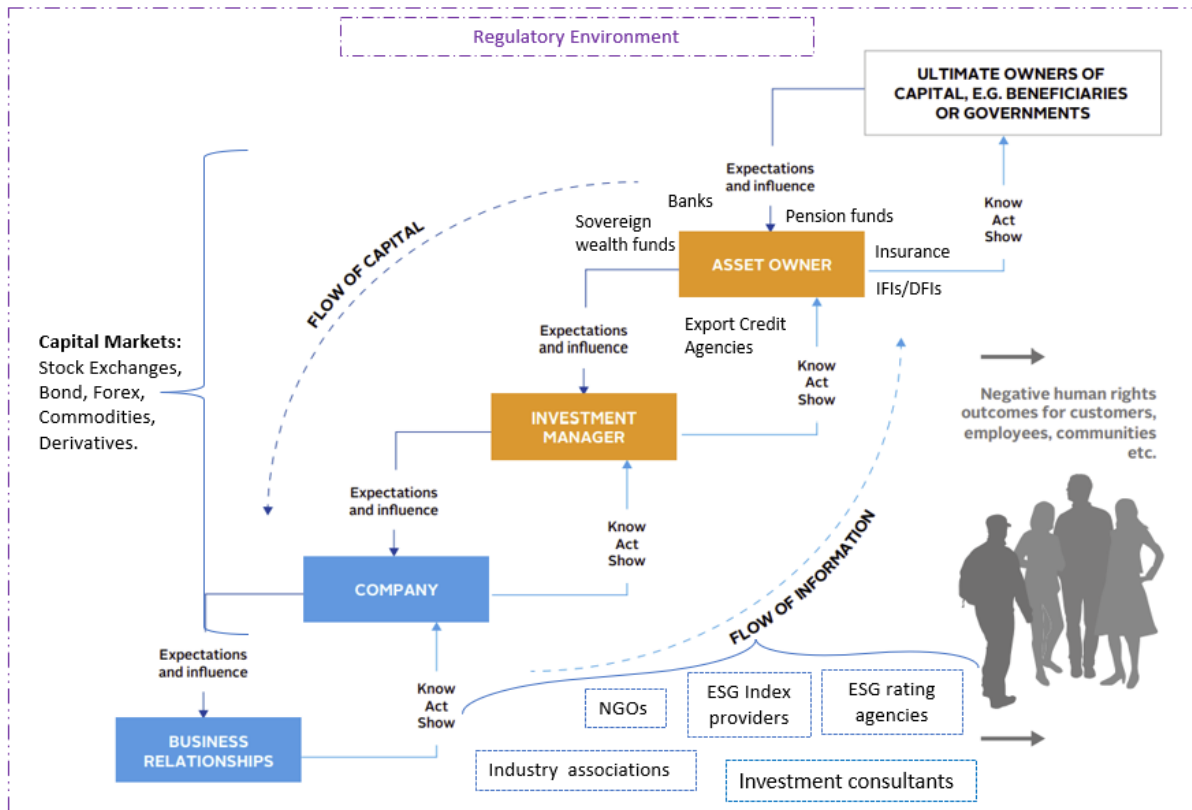 Regulatory Environment
ULTIMATE OWNERS OF
CAPITAL, E.G. BENEFICIARIES
OR GOVERNMENTS
Expectations
and influence
Know
Act
Show
Banks
Pension funds
Sovereign
wealth funds
ASSET OWNER
Insurance
IFIs/DFIs
Export Credit
Agencies
FLOW OF CAPITAL
Expectations
and influence
Know
Act
Show
Capital Markets:
Stock Exchanges,
Bond, Forex,
Commodities,
Derivatives.
INVESTMENT
MANAGER
Negative human rights
outcomes for customers,
employees, communities
etc.
Expectations
and influence
Know
Act
Show
FLOW OF INFORMATION
COMPANY
Expectations
and influence
Know
Act
Show
BUSINESS
RELATIONSHIPS
NGOs
ESG Index
providers
ESG rating
agencies
Industry associations
Investment consultants